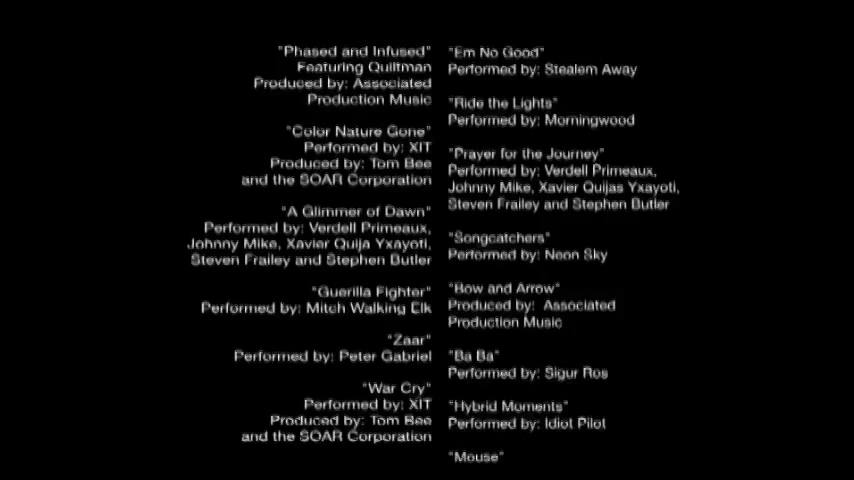 "Phased and Infused"
Featuring Quiltman
Produced by: Associated
Production Music
"Color Nature Gone"
Performed by: XIT
Produced by: Tom Bee
and the SOAR Corporation
"A Glimmer of Dawn"
Performed by: Verdell Primeaux,
Johnny Mike, Xavier Quija Yxayoti,
Steven Frailey and Stephen Butler
"Guerilla Fighter"
Performed by: Mitch Walking Elk
"Zaar"
Performed by: Peter Gabriel
"War Cry"
Performed by: XIT
Produced by: Tom Bee
and the SOAR Corporation
"Em No Good"
Performed by: Stealem Away
"Ride the Lights"
Performed by: Morningwood
"Prayer for the Journey"
Performed by: Verdell Primeaux,
Johnny Mike, Xavier Quijas Yxayoti,
Steven Frailey and Stephen Butler
"Songcatchers"
Performed by: Neon Sky
"Bow and Arrow"
Produced by: Associated
Production Music
"Ba Ba"
Performed by: Sigur Ros
"Hybrid Moments"
Performed by: Idiot Pilot
"Mouse"